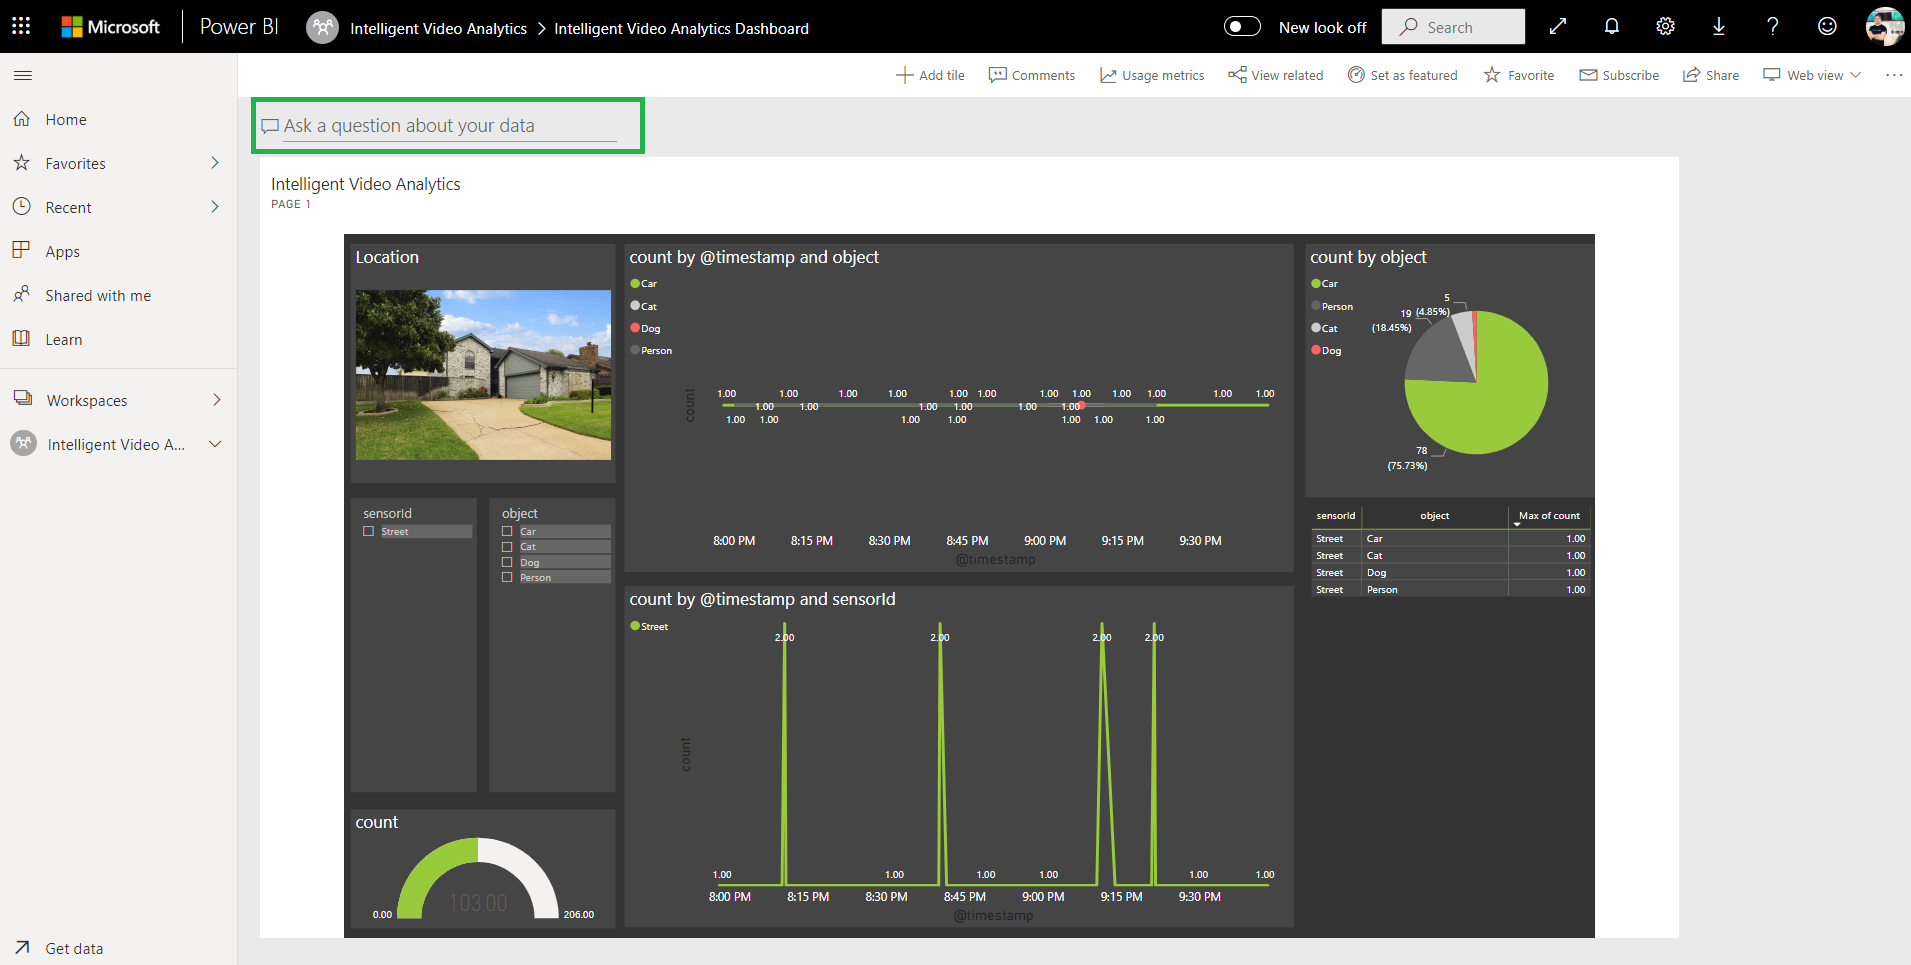 Microsoft Power BI Intelligent Video Analytics > Intelligent Video Analytics Dashboard New look off Search
Add tile Comments Usage metrics View related Set as featured Favorite Subscribe Share Web view
Home
Favorites
Recent
Apps
Shared with me
Learn
Workspaces
Intelligent Video A...
Get data
Ask a question about your data
Intelligent Video Analytics
PAGE 1
Location
sensorId
Street
object
Car
Cat
Dog
Person
count
103.00
0.00 206.00
count by @timestamp and object
Car
Cat
Dog
Person
count
1.00 1.00 1.00 1.00 1.00 1.00 1.00 1.00 1.00 1.00 1.00 1.00
1.00 1.00 1.00 1.00 1.00 1.00
1.00 1.00 1.00 1.00 1.00 1.00 1.00
8:00 PM 8:15 PM 8:30 PM 8:45 PM 9:00 PM 9:15 PM 9:30 PM
@timestamp
count by @timestamp and sensorId
Street
2.00 2.00 2.00 2.00
count
1.00 1.00 1.00 1.00 1.00 1.00
8:00 PM 8:15 PM 8:30 PM 8:45 PM 9:00 PM 9:15 PM 9:30 PM
@timestamp
count by object
Car
Person
Cat
Dog
5
(4.85%)
19
(18.45%)
78
(75.73%)
sensorId object Max of count
Street Car 1.00
Street Cat 1.00
Street Dog 1.00
Street Person 1.00